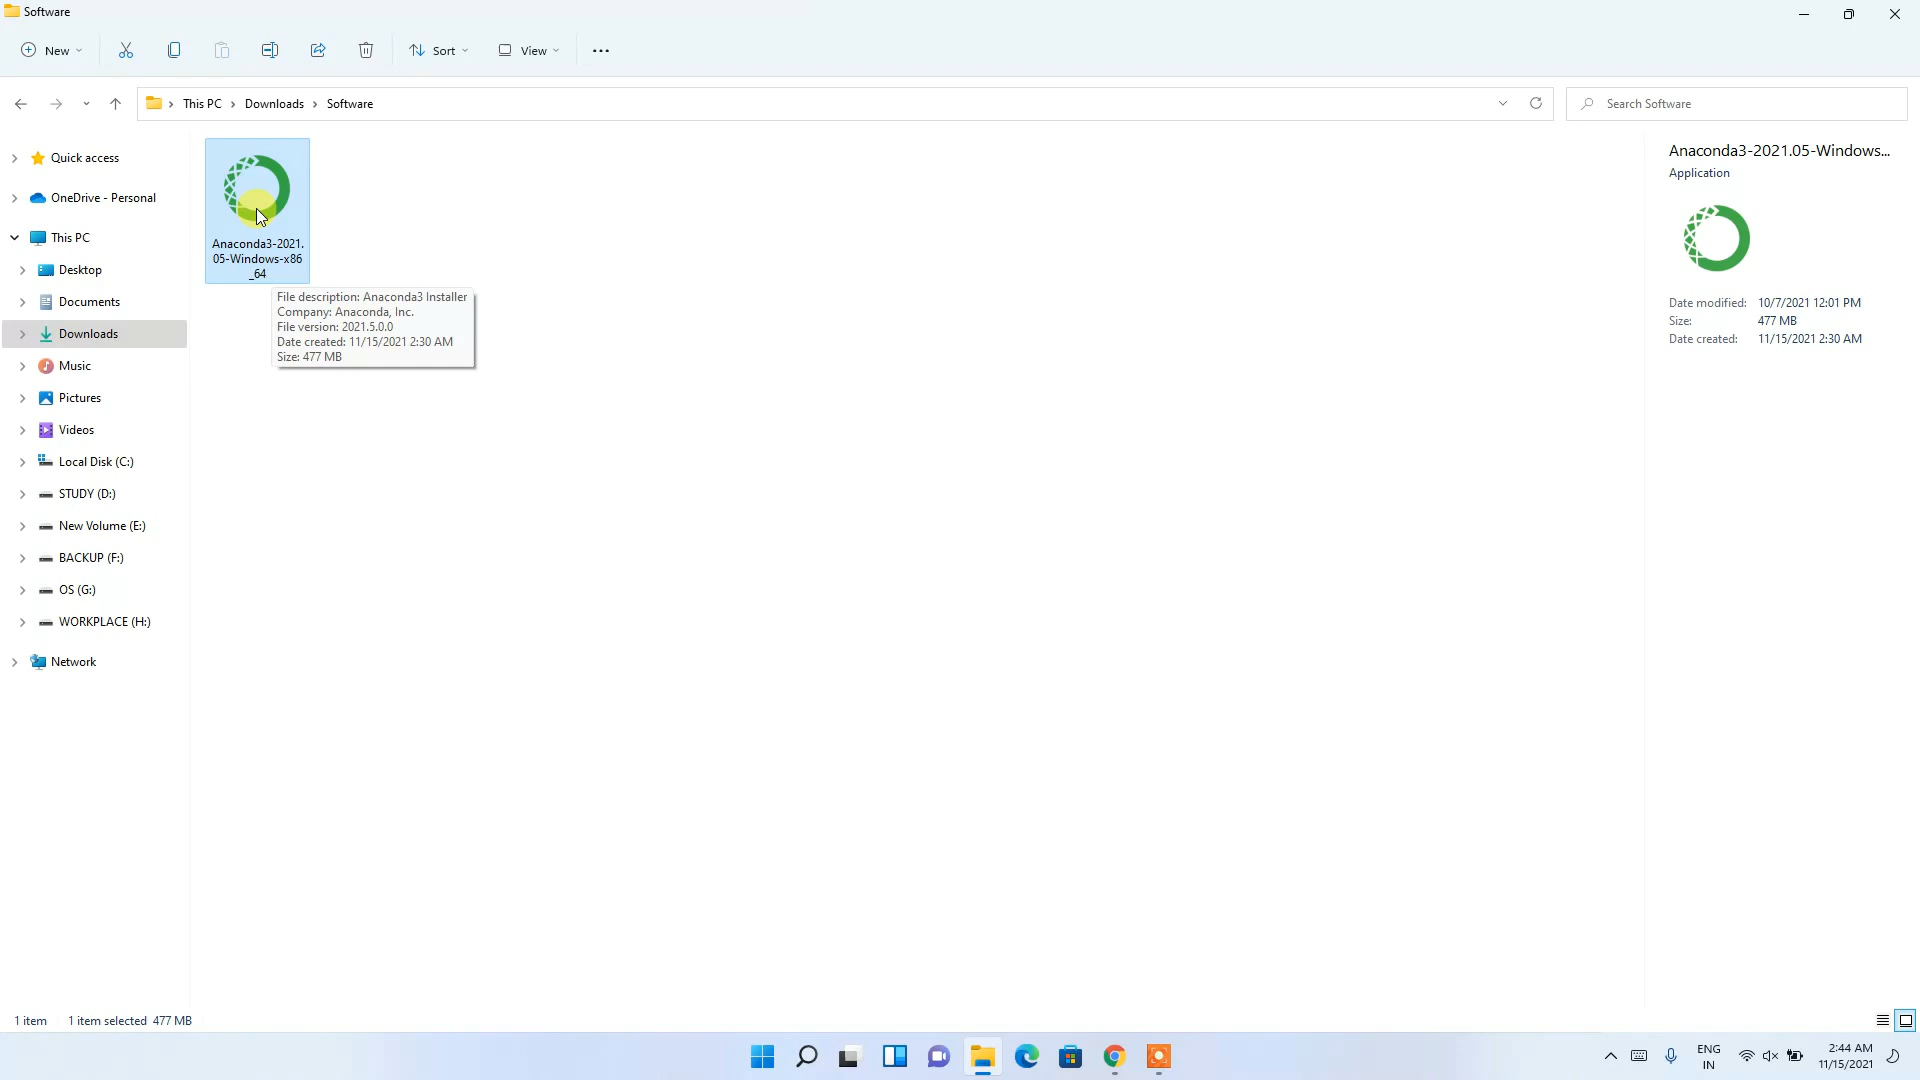 Software
New
Sort
View
This PC
Downloads
Software
Search Software
Quick access
OneDrive - Personal
This PC
Desktop
Documents
Downloads
Music
Pictures
Videos
Local Disk (C:)
STUDY (D:)
New Volume (E:)
BACKUP (F:)
OS (G:)
WORKPLACE (H:)
Network
Anaconda3-2021.
05-Windows-x86
_64
File description: Anaconda3 Installer
Company: Anaconda, Inc.
File version: 2021.5.0.0
Date created: 11/15/2021 2:30 AM
Size: 477 MB
Anaconda3-2021.05-Windows...
Application
Date modified: 10/7/2021 12:01 PM
Size: 477 MB
Date created: 11/15/2021 2:30 AM
1 item
1 item selected 477 MB
ENG
IN
2:44 AM
11/15/2021